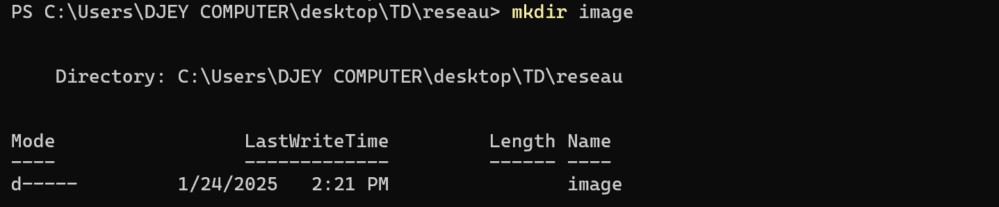 PS C:\Users\DJEY COMPUTER\desktop\TD\reseau> mkdir image
Directory: C:\Users\DJEY COMPUTER\desktop\TD\reseau
Mode LastWriteTime Length Name
---- ------------- ------ ----
d----- 1/24/2025 2:21 PM image